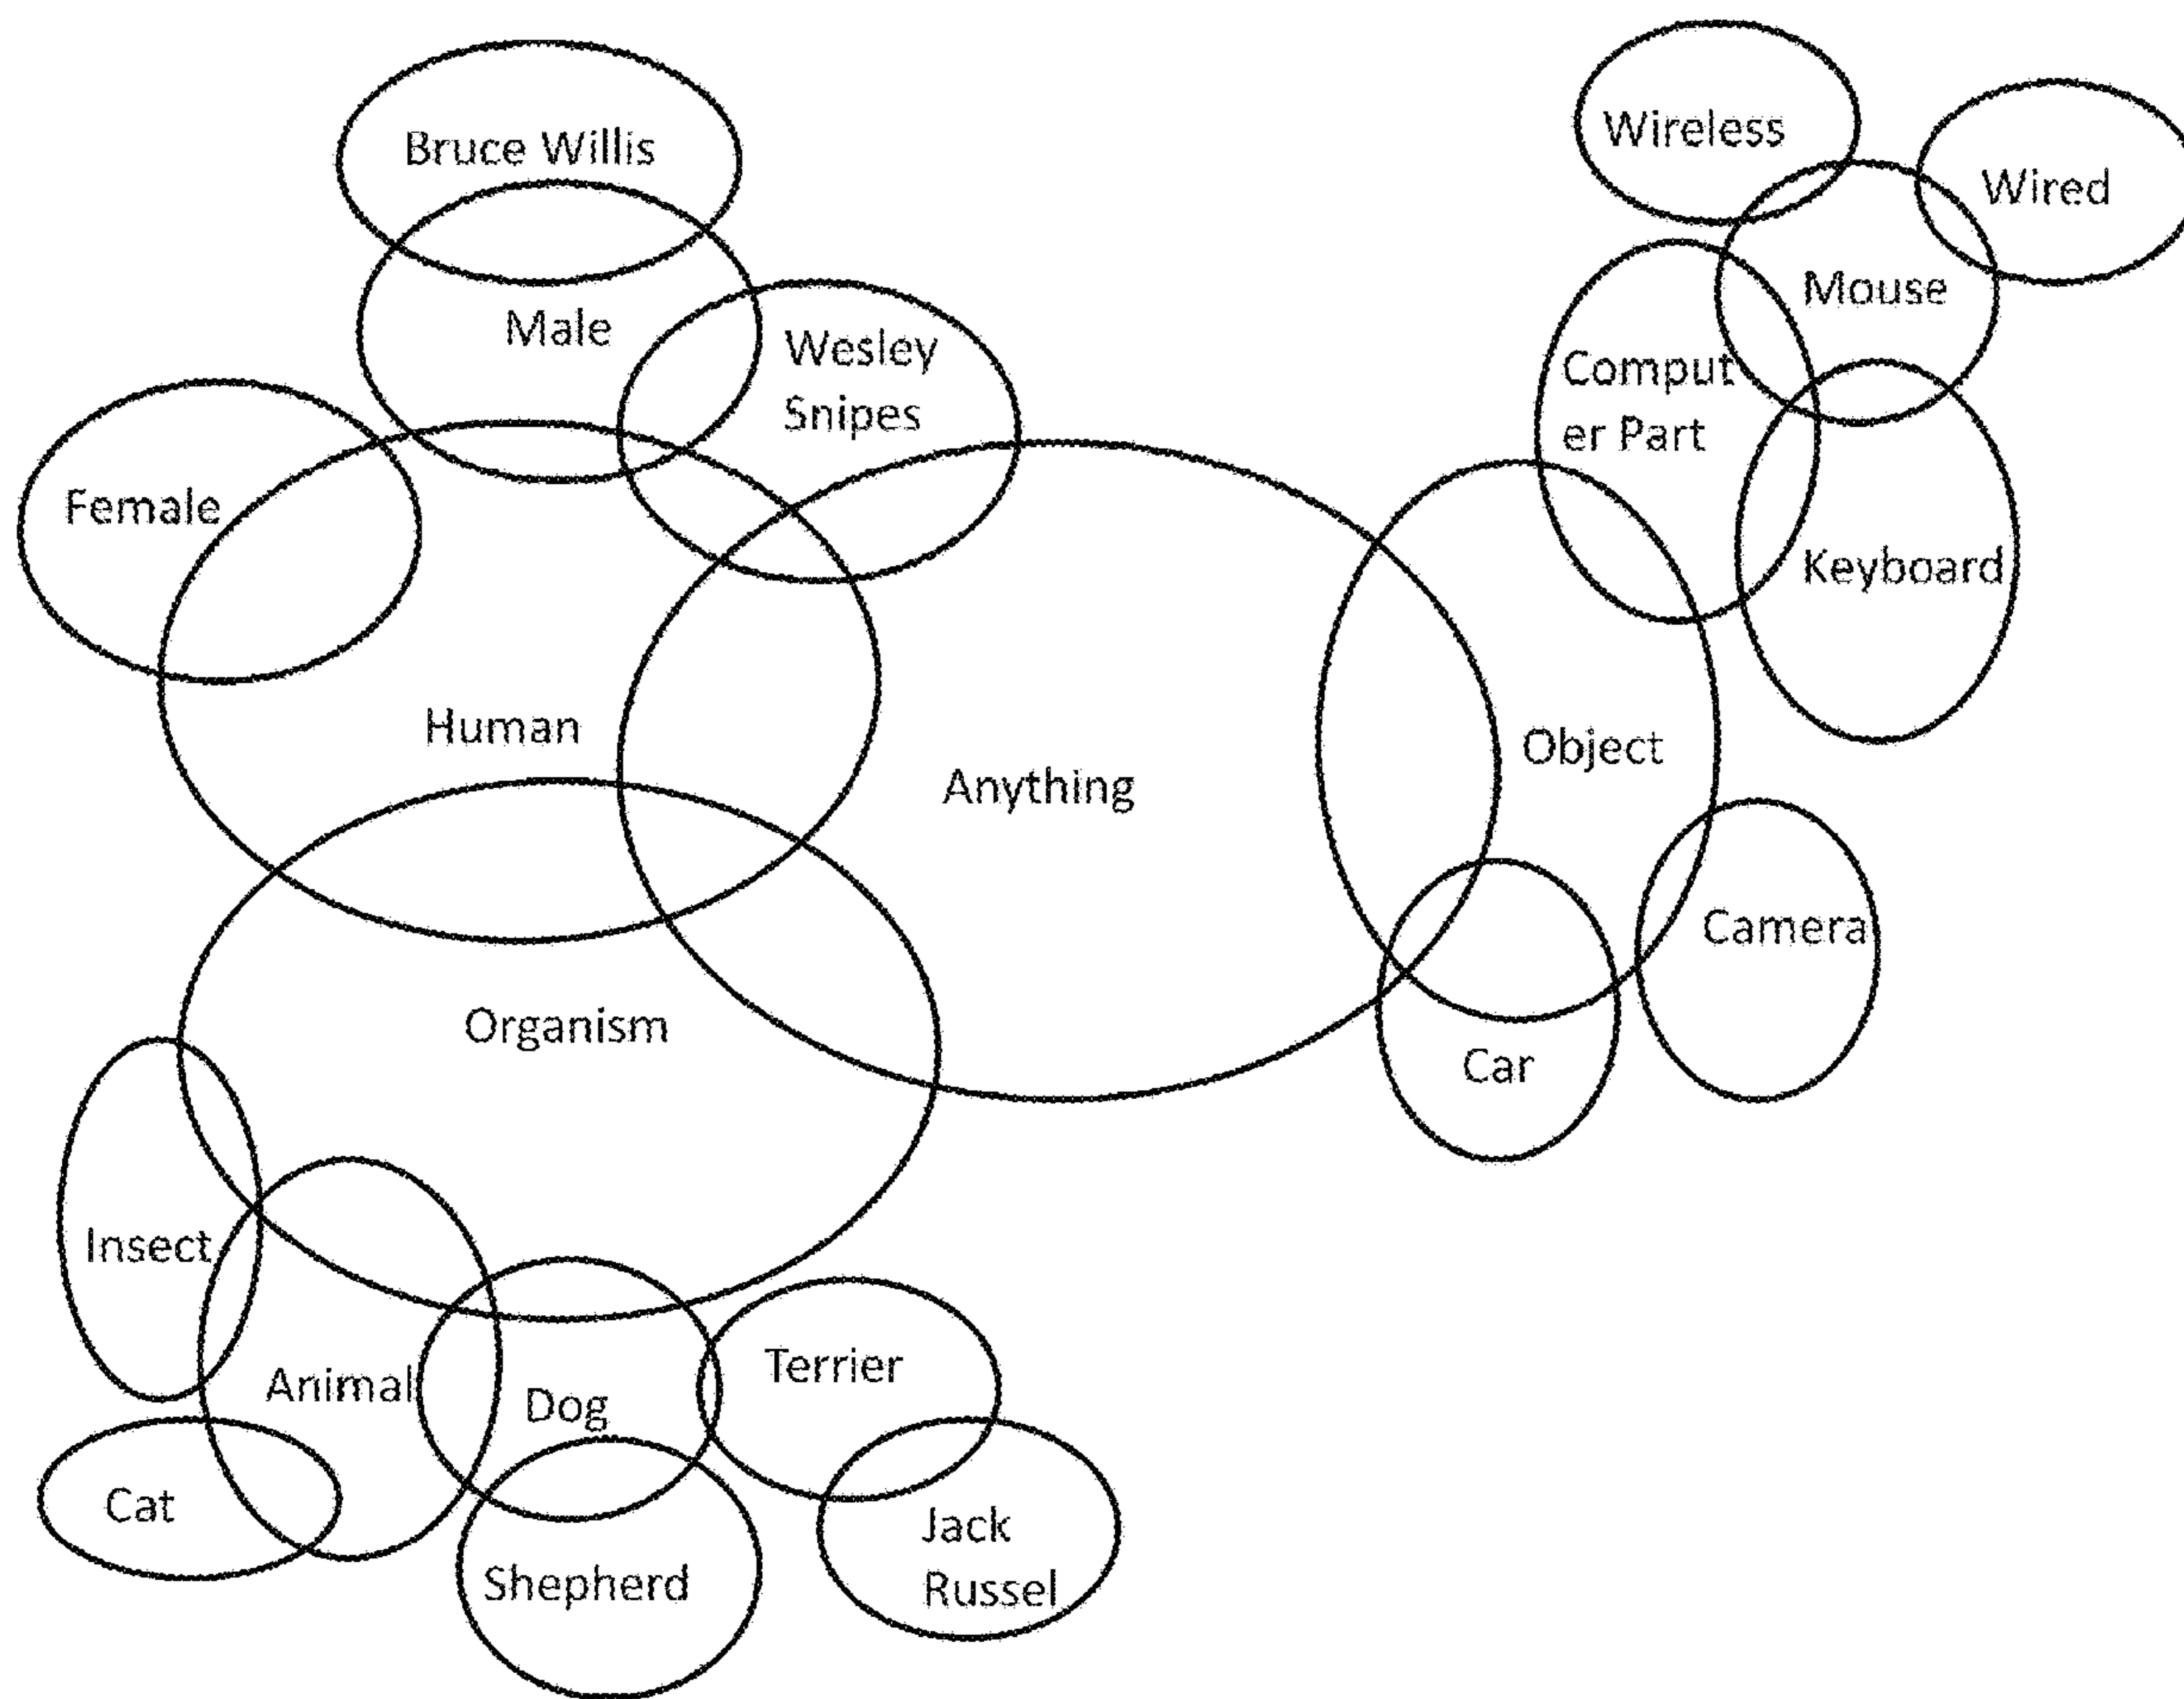 Bruce Willis
Wireless
Wired
Male
Mouse
Wesley
Snipes
Comput
er Part
Female
Keyboard
Human
Anything
Object
Camera
Organism
Car
Insect
Animal
Dog
Terrier
Cat
Shepherd
Jack
Russel